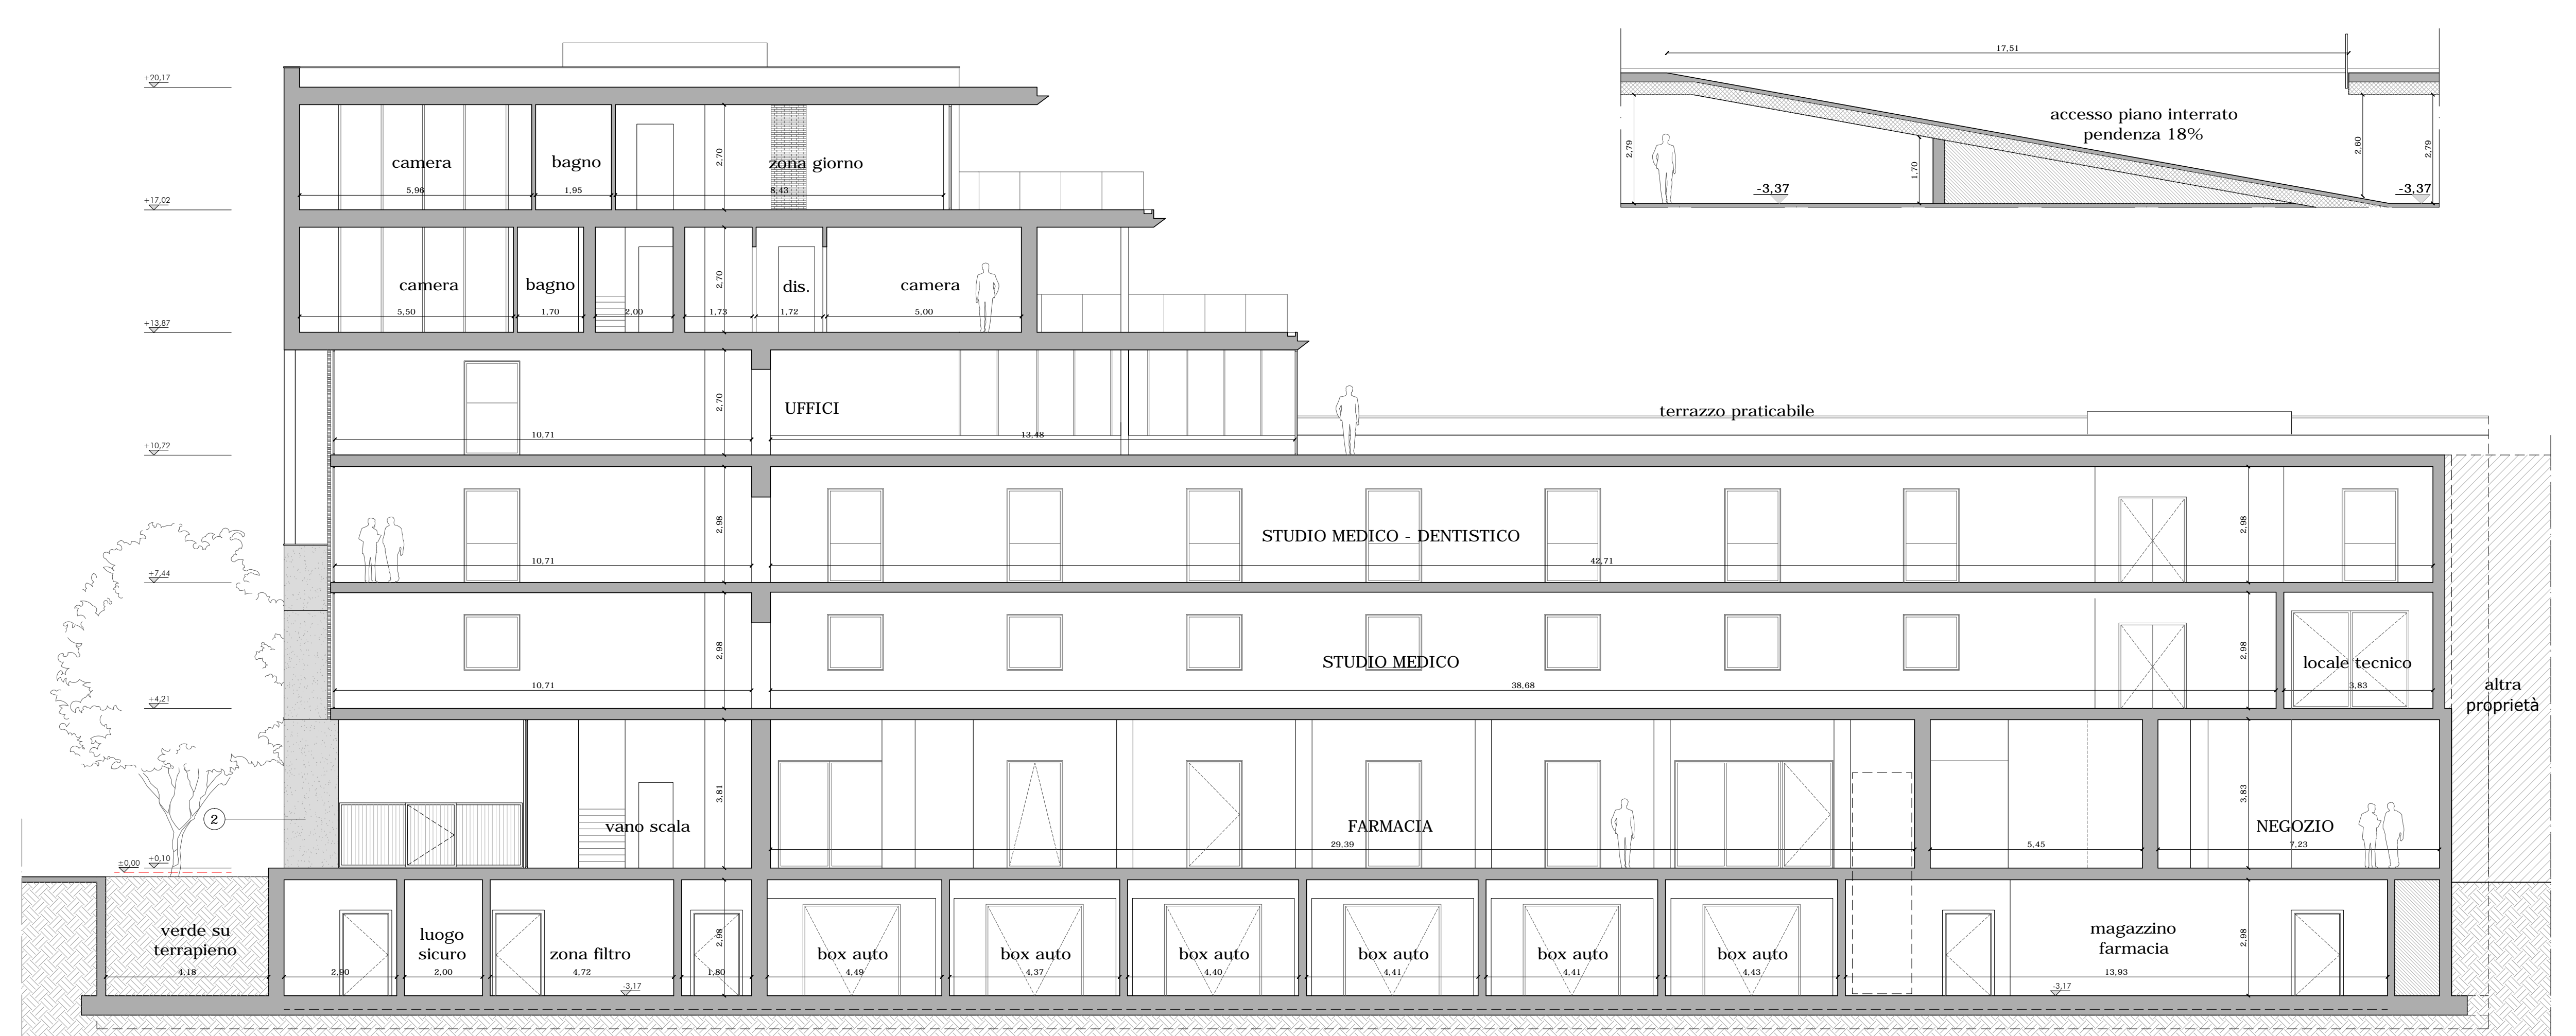 17,51
+20,17
accesso piano interrato
pendenza 18%
2,79
1,70
2.60
2,79
-3,37
-3,37
camera
bagno
2,70
zona giorno
5,96
1,95
8,43
+17,02
camera
bagno
2,70
dis.
camera
5,50
1,70
2,00
1,73
1,72
5,00
+13,87
2,70
UFFICI
terrazzo praticabile
10,71
13,48
+10,72
2,98
STUDIO MEDICO - DENTISTICO
2,98
10,71
42,71
+7,44
2,98
STUDIO MEDICO
2,98
locale tecnico
10,71
38,68
3,83
altra
proprietà
+4,21
3,81
3,83
2
vano scala
FARMACIA
NEGOZIO
29,39
5,45
7,23
±0,00
+0,10
verde su
terrapieno
luogo
sicuro
zona filtro
2,98
box auto
box auto
box auto
box auto
box auto
box auto
magazzino
farmacia
2,98
4,18
2,90
2,00
4,72
1,80
4,49
4,37
4,40
4,41
4,41
4,43
13,93
-3,17
-3,17